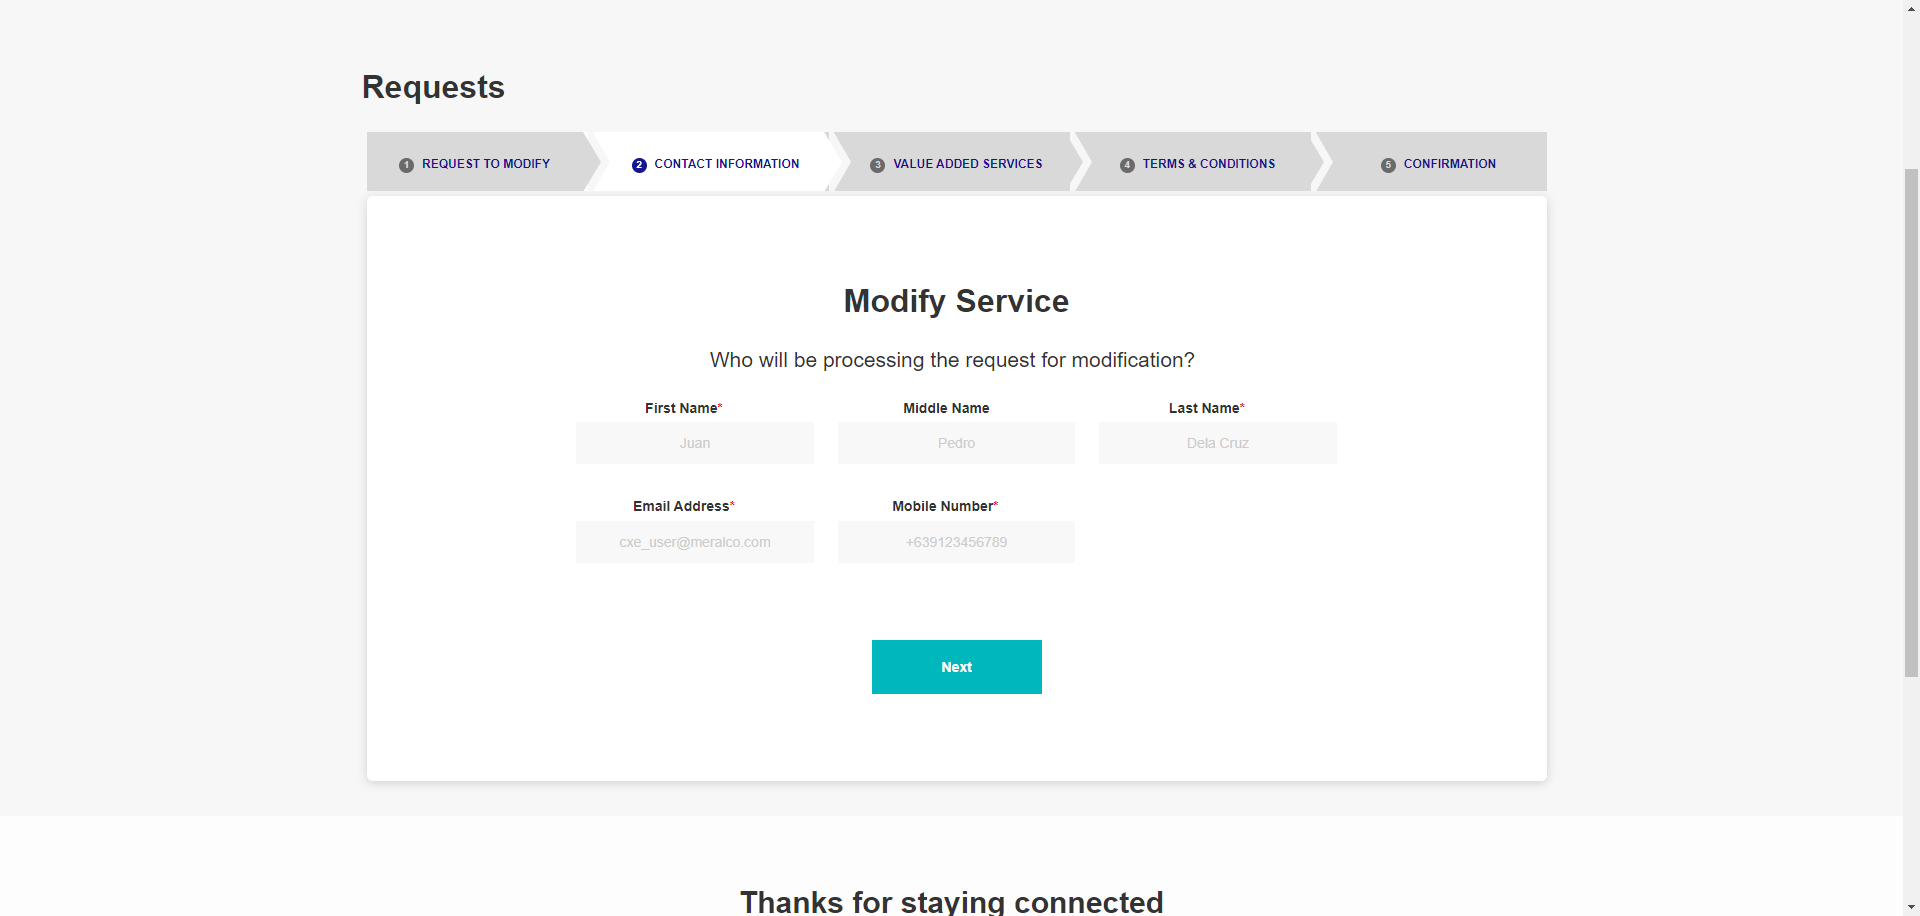 Requests
1 REQUEST TO MODIFY 2 CONTACT INFORMATION 3 VALUE ADDED SERVICES 4 TERMS & CONDITIONS 5 CONFIRMATION
Modify Service
Who will be processing the request for modification?
First Name* Middle Name Last Name*
Juan Pedro Dela Cruz
Email Address* Mobile Number*
cxe_user@meralco.com +639123456789
Next
Thanks for staying connected